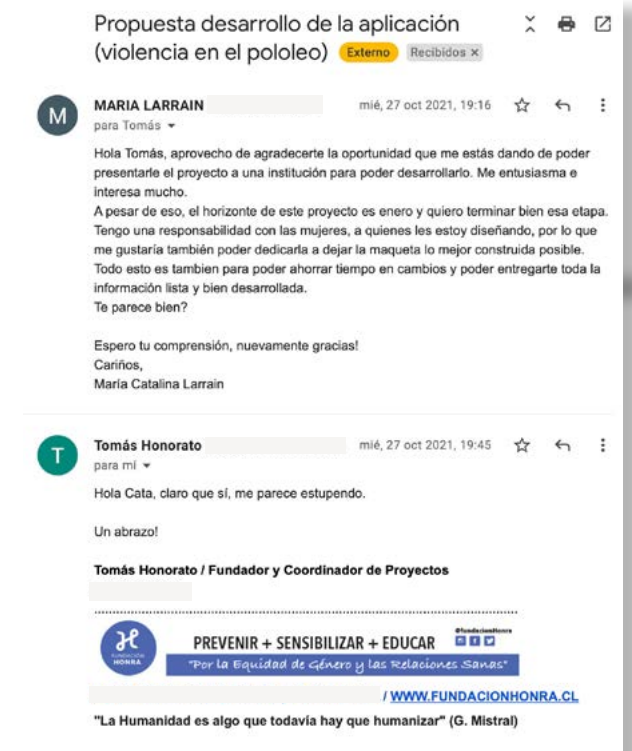 Propuesta desarrollo de la aplicación
(violencia en el pololeo) Externo Recibidos ×
M
MARIA LARRAIN mié, 27 oct 2021, 19:16
para Tomás
Hola Tomás, aprovecho de agradecerte la oportunidad que me estás dando de poder
presentarle el proyecto a una institución para poder desarrollarlo. Me entusiasma e
interesa mucho.
A pesar de eso, el horizonte de este proyecto es enero y quiero terminar bien esa etapa.
Tengo una responsabilidad con las mujeres, a quienes les estoy diseñando, por lo que
me gustaría también poder dedicarla a dejar la maqueta lo mejor construida posible.
Todo esto es tambien para poder ahorrar tiempo en cambios y poder entregarte toda la
información lista y bien desarrollada.
Te parece bien?
Espero tu comprensión, nuevamente gracias!
Cariños,
María Catalina Larrain
T
Tomás Honorato mié, 27 oct 2021, 19:45
para mí
Hola Cata, claro que sí, me parece estupendo.
Un abrazo!
Tomás Honorato / Fundador y Coordinador de Proyectos
FUNDACIÓN
HONRA
PREVENIR + SENSIBILIZAR + EDUCAR
@fundacionHonra
"Por la Equidad de Género y las Relaciones Sanas"
/ WWW.FUNDACIONHONRA.CL
"La Humanidad es algo que todavía hay que humanizar" (G. Mistral)